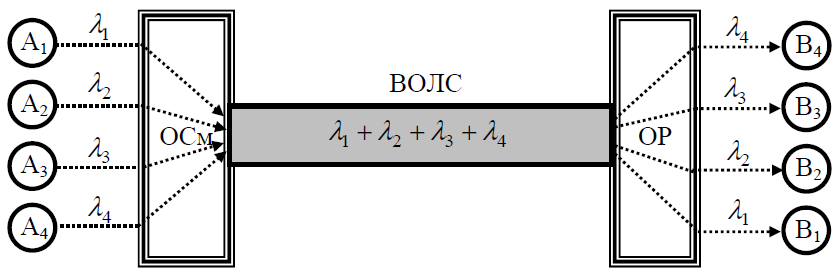 A₁ λ₁ λ₄ B₄
A₂ λ₂ ВОЛС λ₃ B₃
ОСм λ₁ + λ₂ + λ₃ + λ₄ ОР
A₃ λ₃ λ₂ B₂
A₄ λ₄ λ₁ B₁